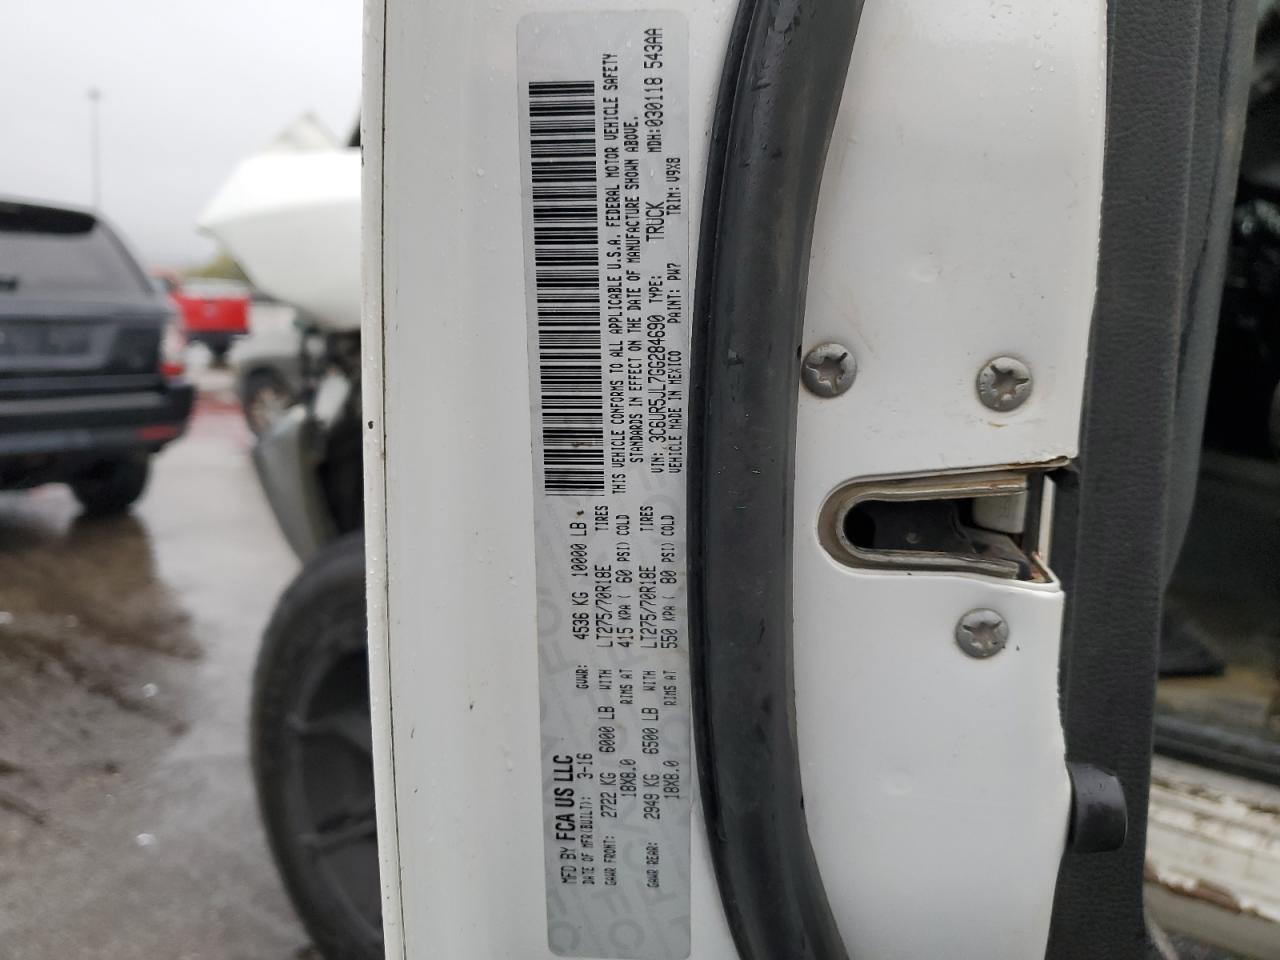 MFD BY FCA US LLC
DATE OF MFR(BUILT): 3-16 GVWR: 4536 KG 10000 LB
GAWR FRONT: 2722 KG 6000 LB WITH LT275/70R18E TIRES
18X8.0 RIMS AT 415 KPA ( 60 PSI) COLD
GAWR REAR: 2949 KG 6500 LB WITH LT275/70R18E TIRES
18X8.0 RIMS AT 550 KPA ( 80 PSI) COLD
THIS VEHICLE CONFORMS TO ALL APPLICABLE U.S.A. FEDERAL MOTOR VEHICLE SAFETY
STANDARDS IN EFFECT ON THE DATE OF MANUFACTURE SHOWN ABOVE.
VIN: 3C6UR5JL7GG284690 TYPE: TRUCK MDH:030118 543AA
VEHICLE MADE IN MEXICO PAINT: PW7 TRIM: V9X8